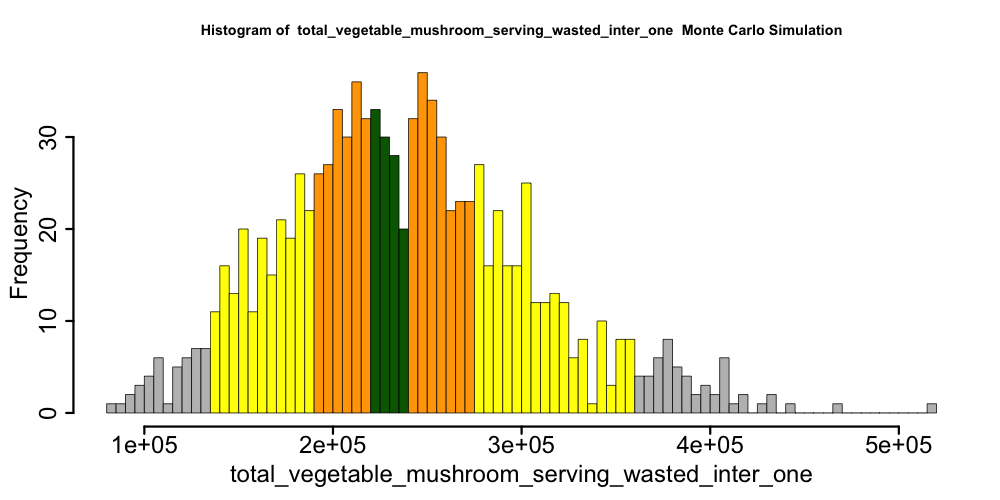 Histogram of  total_vegetable_mushroom_serving_wasted_inter_one  Monte Carlo Simulation
Frequency
30
20
10
0
1e+05 2e+05 3e+05 4e+05 5e+05
total_vegetable_mushroom_serving_wasted_inter_one